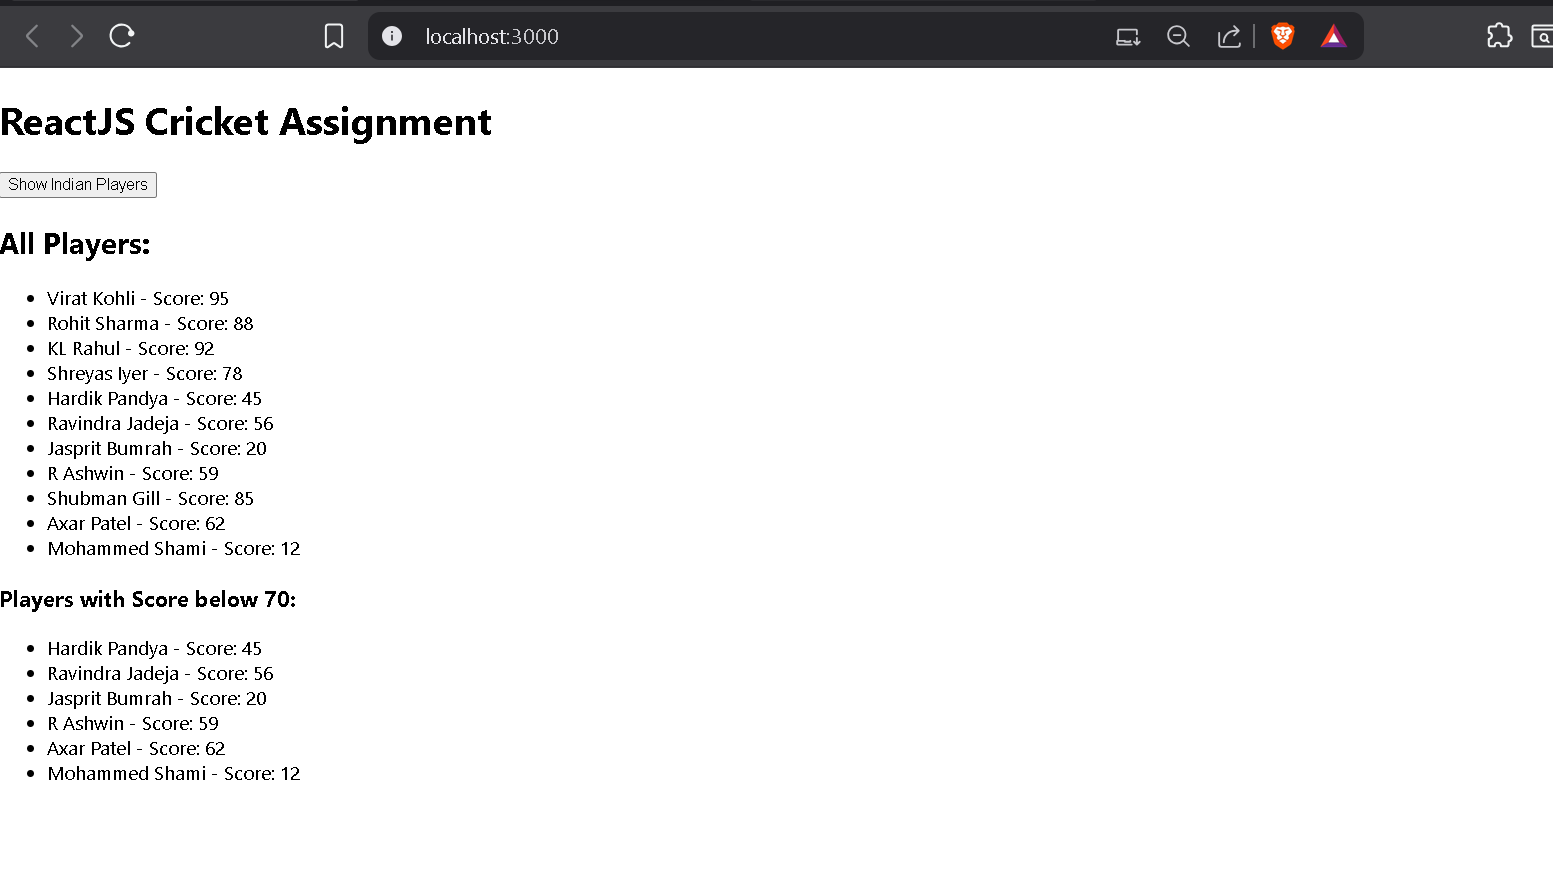 localhost:3000
ReactJS Cricket Assignment
Show Indian Players
All Players:
• Virat Kohli - Score: 95
• Rohit Sharma - Score: 88
• KL Rahul - Score: 92
• Shreyas Iyer - Score: 78
• Hardik Pandya - Score: 45
• Ravindra Jadeja - Score: 56
• Jasprit Bumrah - Score: 20
• R Ashwin - Score: 59
• Shubman Gill - Score: 85
• Axar Patel - Score: 62
• Mohammed Shami - Score: 12
Players with Score below 70:
• Hardik Pandya - Score: 45
• Ravindra Jadeja - Score: 56
• Jasprit Bumrah - Score: 20
• R Ashwin - Score: 59
• Axar Patel - Score: 62
• Mohammed Shami - Score: 12